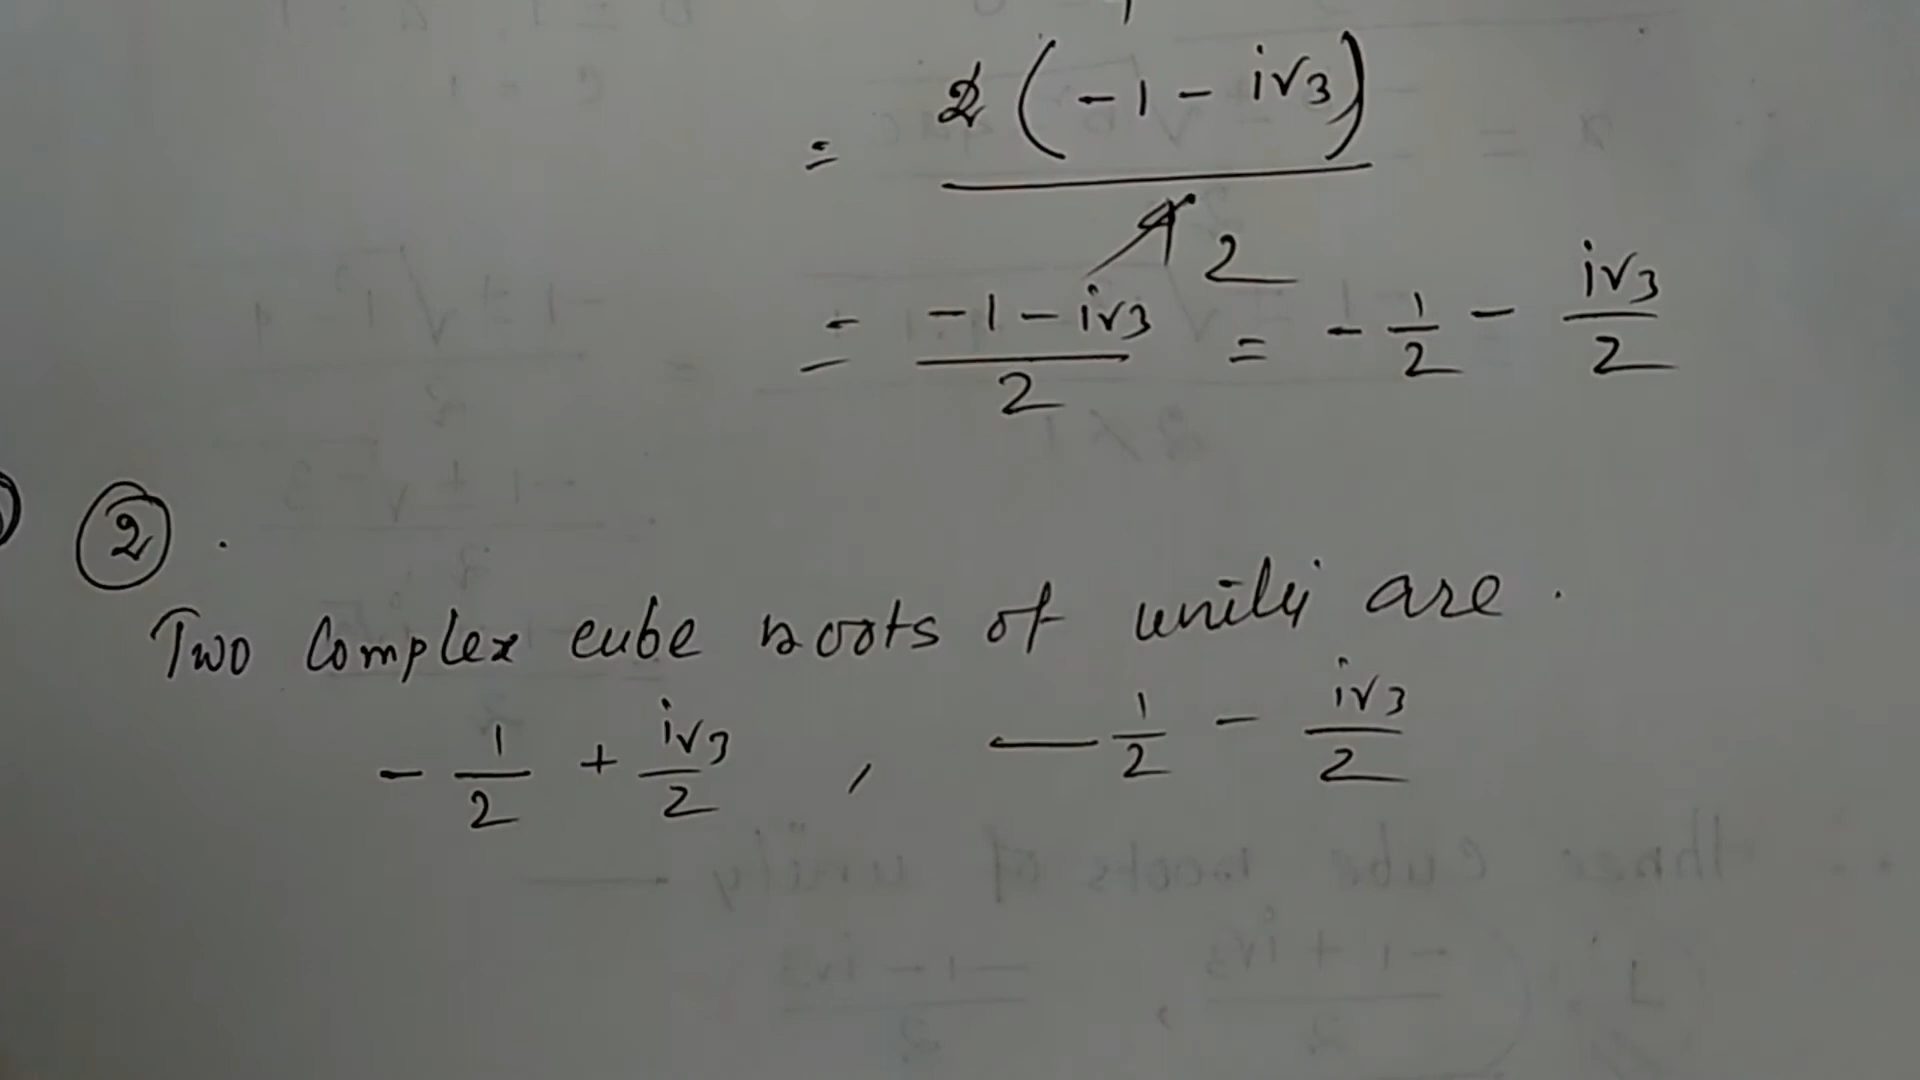 = 2(-1 - i√3) / 4 2
= -1 - i√3 / 2 = - 1/2 - i√3/2
② .
Two complex cube roots of unity are .
- 1/2 + i√3/2 , - 1/2 - i√3/2